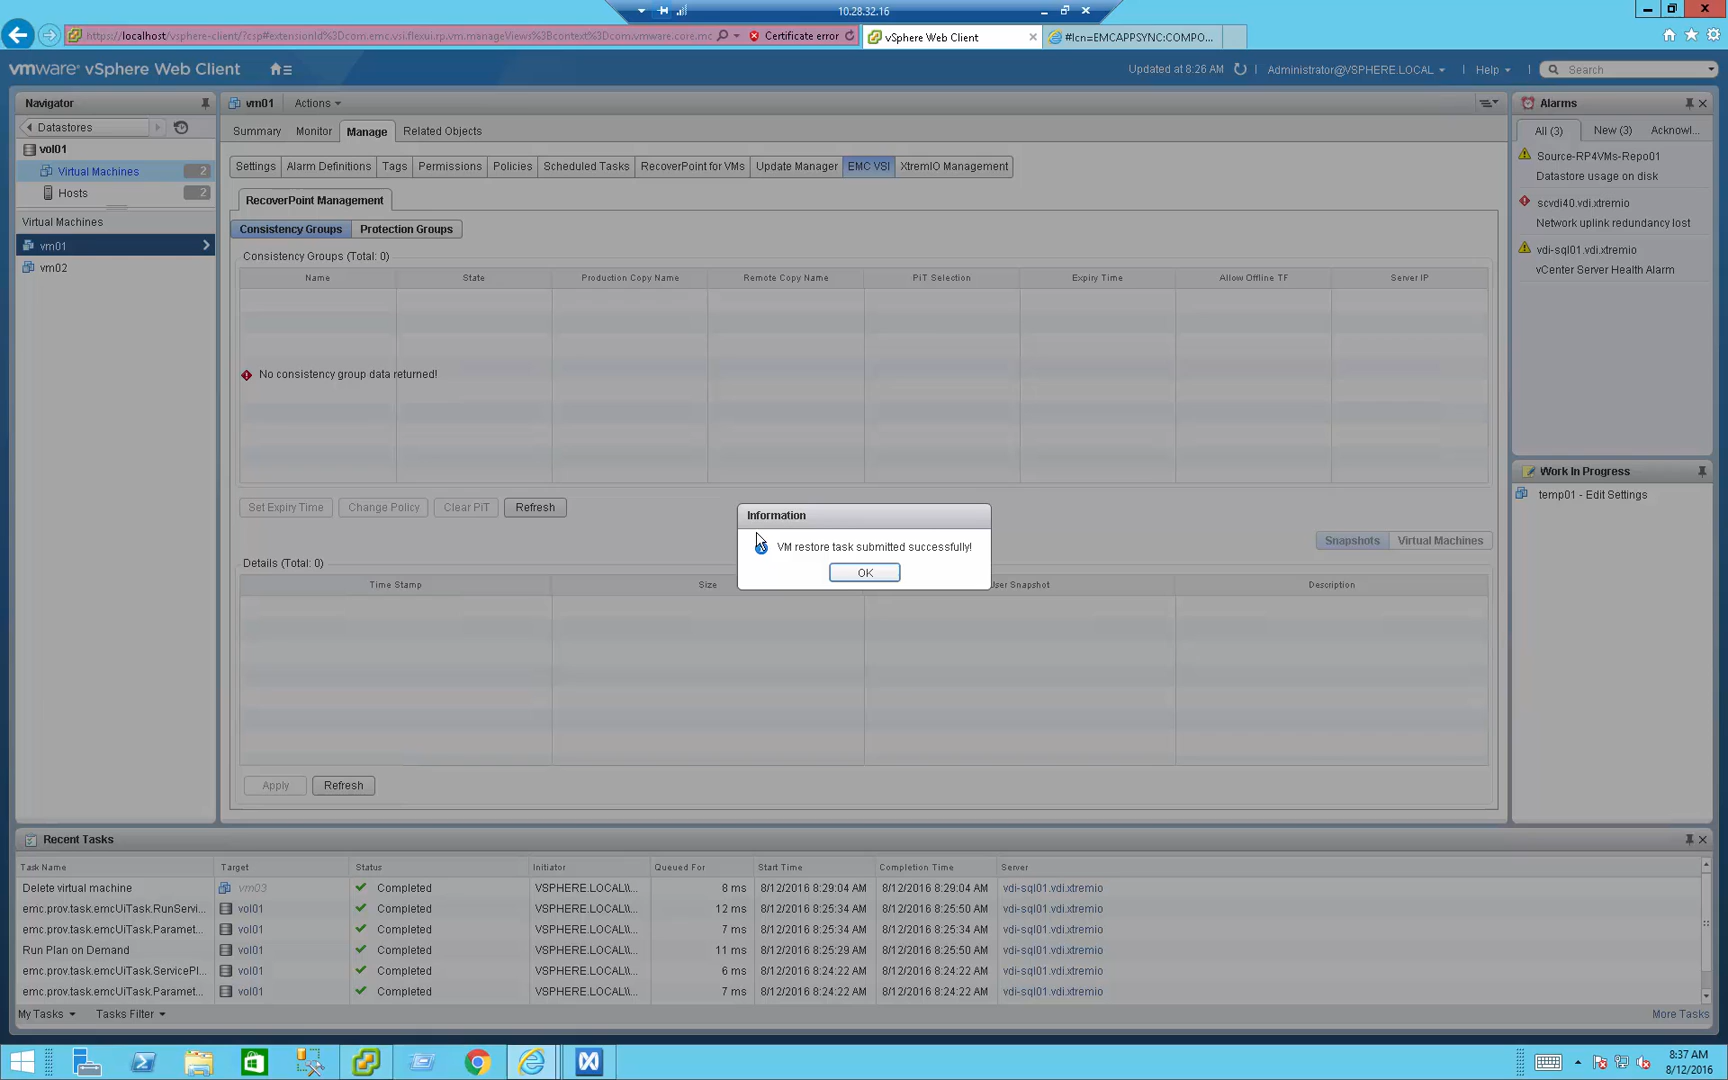 10.28.32.16
https://localhost/vsphere-client/?csp#extensionId%3Dcom.emc.vsi.flexui.rp.vm.manageViews%3Bcontext%3Dcom.vmware.core.mc
Certificate error
vSphere Web Client
#lcn=EMCAPPSYNC:COMPO...
vmware® vSphere Web Client
Updated at 8:26 AM
Administrator@VSPHERE.LOCAL
Help
Search
Navigator
Datastores
vol01
Virtual Machines 2
Hosts 2
Virtual Machines
vm01
vm02
vm01 Actions
Summary Monitor Manage Related Objects
Settings Alarm Definitions Tags Permissions Policies Scheduled Tasks RecoverPoint for VMs Update Manager EMC VSI XtremIO Management
RecoverPoint Management
Consistency Groups Protection Groups
Consistency Groups (Total: 0)
Name State Production Copy Name Remote Copy Name PiT Selection Expiry Time Allow Offline TF Server IP
No consistency group data returned!
Set Expiry Time Change Policy Clear PiT Refresh
Snapshots Virtual Machines
Information
VM restore task submitted successfully!
OK
Details (Total: 0)
Time Stamp Size User Snapshot Description
Apply Refresh
Alarms
All (3) New (3) Acknowl...
Source-RP4VMs-Repo01
Datastore usage on disk
scvdi40.vdi.xtremio
Network uplink redundancy lost
vdi-sql01.vdi.xtremio
vCenter Server Health Alarm
Work In Progress
temp01 - Edit Settings
Recent Tasks
Task Name Target Status Initiator Queued For Start Time Completion Time Server
Delete virtual machine vm03 Completed VSPHERE.LOCAL\\... 8 ms 8/12/2016 8:29:04 AM 8/12/2016 8:29:04 AM vdi-sql01.vdi.xtremio
emc.prov.task.emcUiTask.RunServi... vol01 Completed VSPHERE.LOCAL\\... 12 ms 8/12/2016 8:25:34 AM 8/12/2016 8:25:50 AM vdi-sql01.vdi.xtremio
emc.prov.task.emcUiTask.Paramet... vol01 Completed VSPHERE.LOCAL\\... 7 ms 8/12/2016 8:25:34 AM 8/12/2016 8:25:34 AM vdi-sql01.vdi.xtremio
Run Plan on Demand vol01 Completed VSPHERE.LOCAL\\... 11 ms 8/12/2016 8:25:29 AM 8/12/2016 8:25:50 AM vdi-sql01.vdi.xtremio
emc.prov.task.emcUiTask.ServicePl... vol01 Completed VSPHERE.LOCAL\\... 6 ms 8/12/2016 8:24:22 AM 8/12/2016 8:24:22 AM vdi-sql01.vdi.xtremio
emc.prov.task.emcUiTask.Paramet... vol01 Completed VSPHERE.LOCAL\\... 7 ms 8/12/2016 8:24:22 AM 8/12/2016 8:24:22 AM vdi-sql01.vdi.xtremio
My Tasks Tasks Filter More Tasks
8:37 AM
8/12/2016